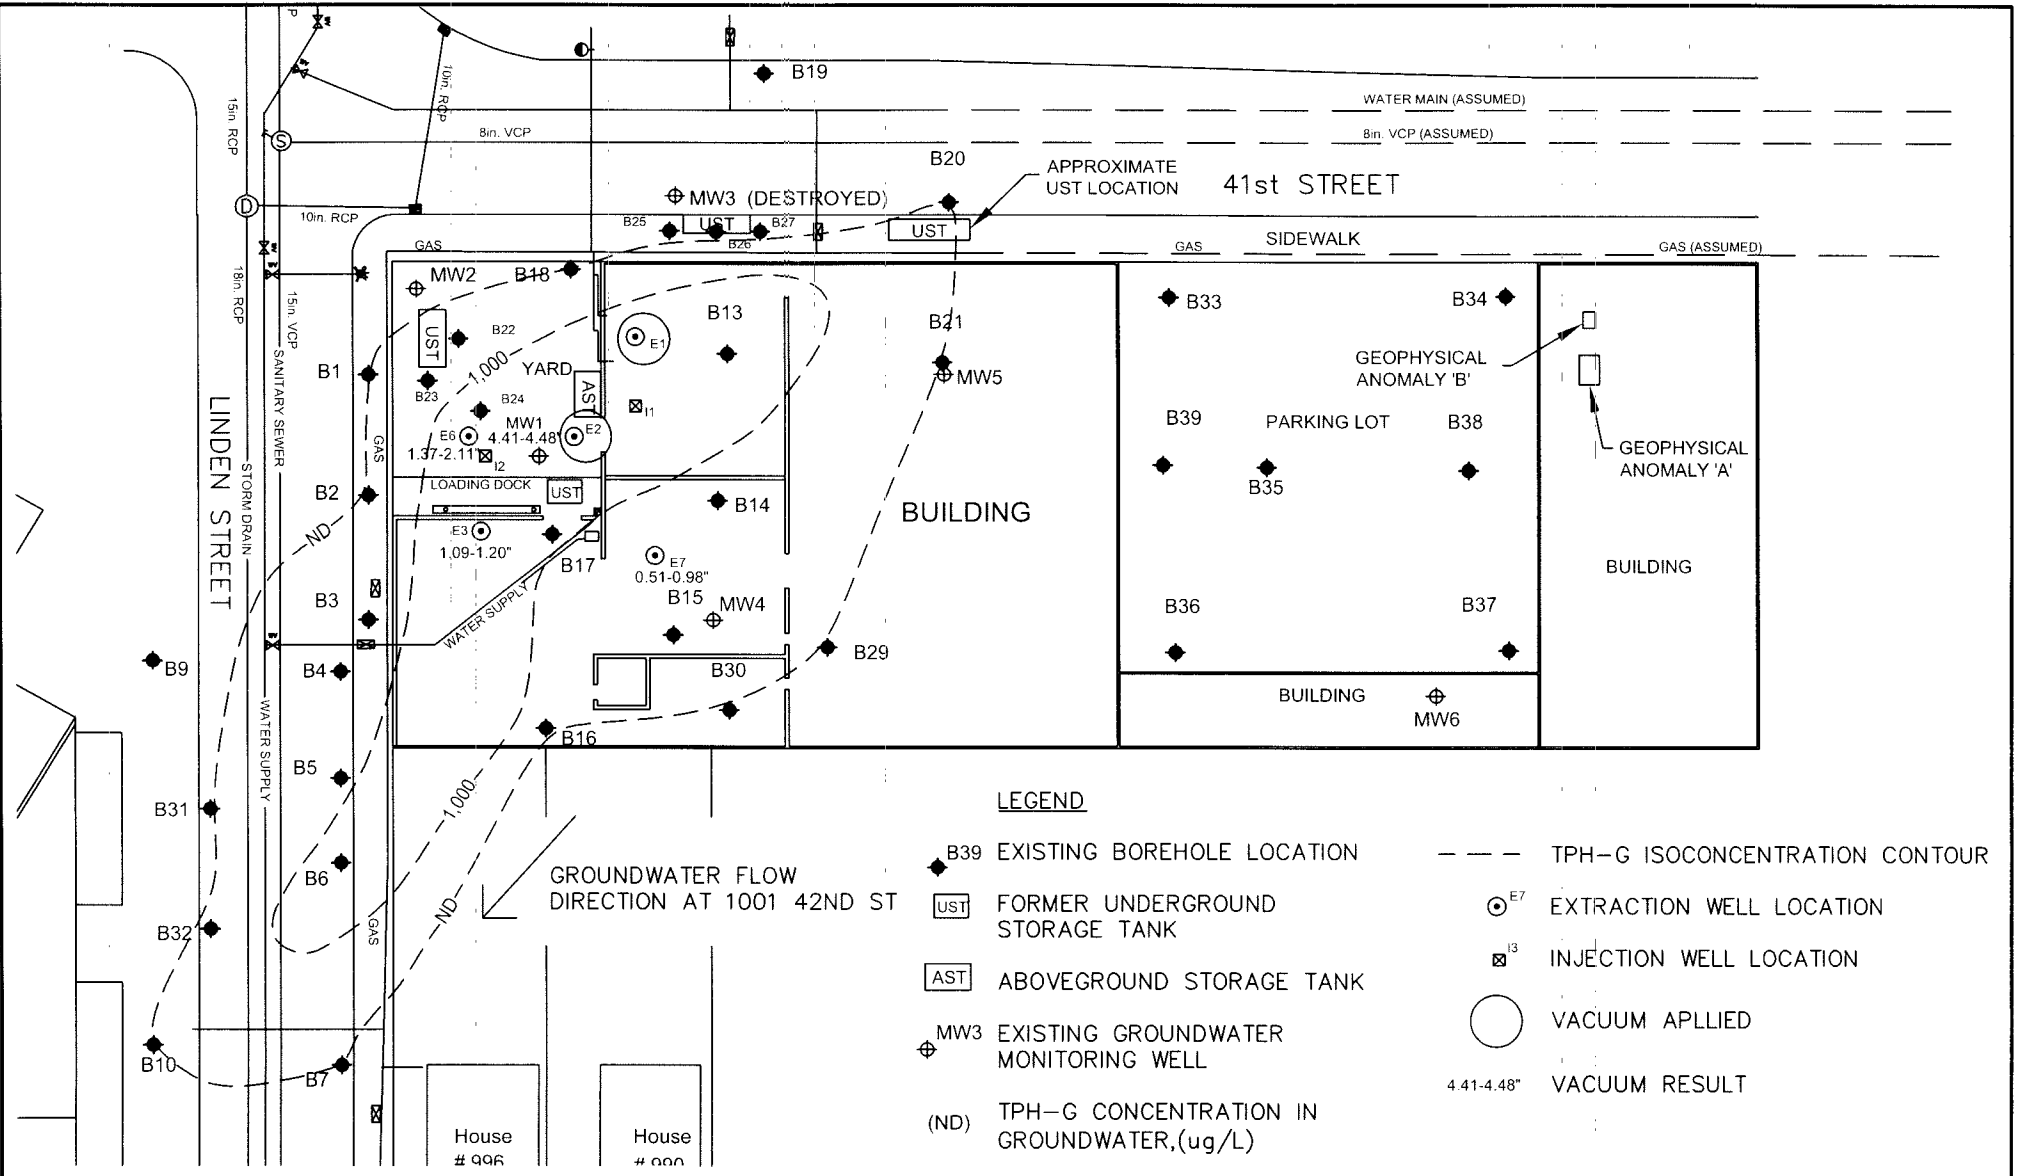 B19
10in. RCP
15in. RCP
WATER MAIN (ASSUMED)
8in. VCP
8in. VCP (ASSUMED)
S
B20
APPROXIMATE
UST LOCATION
41st STREET
MW3 (DESTROYED)
D
10in. RCP
B25
UST
B27
B26
UST
SIDEWALK
GAS
GAS
GAS (ASSUMED)
MW2
B18
18in. RCP
15in. VCP
UST
B22
B13
E1
B21
MW5
B33
B34
GEOPHYSICAL
ANOMALY 'B'
SANITARY SEWER
B1
1,000
YARD
AST
B23
B24
I1
MW1
E6
4.41-4.48"
E2
1.37-2.11"
I2
B39
PARKING LOT
B38
GEOPHYSICAL
ANOMALY 'A'
B35
LINDEN STREET
STORM DRAIN
GAS
B2
LOADING DOCK
UST
B14
BUILDING
ND
E3
1.09-1.20"
B17
E7
0.51-0.98"
B15
MW4
BUILDING
B3
WATER SUPPLY
B36
B37
B9
B4
B30
B29
BUILDING
MW6
WATER SUPPLY
B16
B5
B31
1,000
B6
GROUNDWATER FLOW
DIRECTION AT 1001 42ND ST
ND
GAS
B32
B10
B7
House
# 996
House
# 990
LEGEND
B39 EXISTING BOREHOLE LOCATION
UST FORMER UNDERGROUND
STORAGE TANK
AST ABOVEGROUND STORAGE TANK
MW3 EXISTING GROUNDWATER
MONITORING WELL
(ND) TPH-G CONCENTRATION IN
GROUNDWATER,(ug/L)
TPH-G ISOCONCENTRATION CONTOUR
E7 EXTRACTION WELL LOCATION
I3 INJECTION WELL LOCATION
VACUUM APLLIED
4.41-4.48" VACUUM RESULT